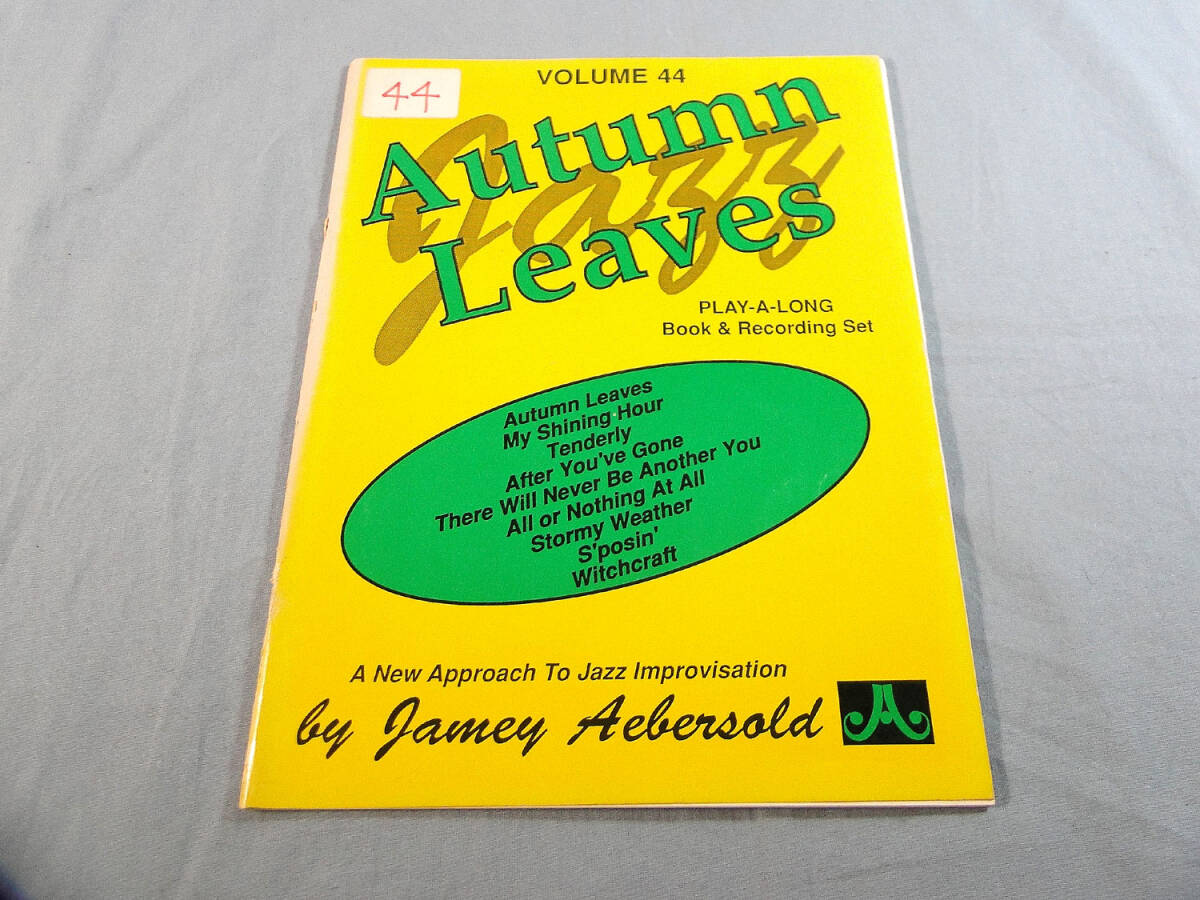 44
VOLUME 44
Autumn
Jazz
Leaves
PLAY-A-LONG
Book & Recording Set
Autumn Leaves
My Shining Hour
Tenderly
After You've Gone
There Will Never Be Another You
All or Nothing At All
Stormy Weather
S'posin'
Witchcraft
A New Approach To Jazz Improvisation
by Jamey Aebersold
A